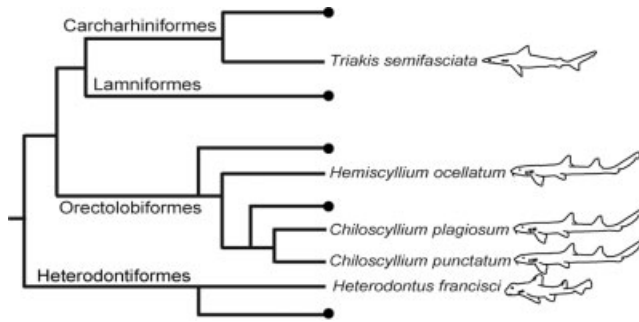 Carcharhiniformes
Triakis semifasciata
Lamniformes
Hemiscyllium ocellatum
Orectolobiformes
Chiloscyllium plagiosum
Chiloscyllium punctatum
Heterodontiformes
Heterodontus francisci